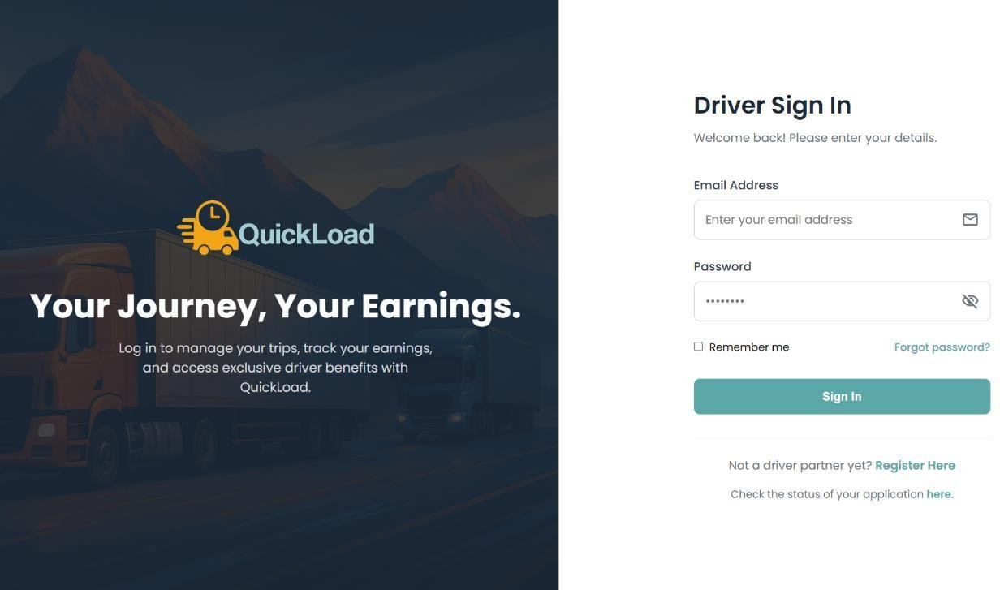 QuickLoad
Your Journey, Your Earnings.
Log in to manage your trips, track your earnings,
and access exclusive driver benefits with
QuickLoad.
Driver Sign In
Welcome back! Please enter your details.
Email Address
Enter your email address
Password
••••••••
Remember me
Forgot password?
Sign In
Not a driver partner yet? Register Here
Check the status of your application here.